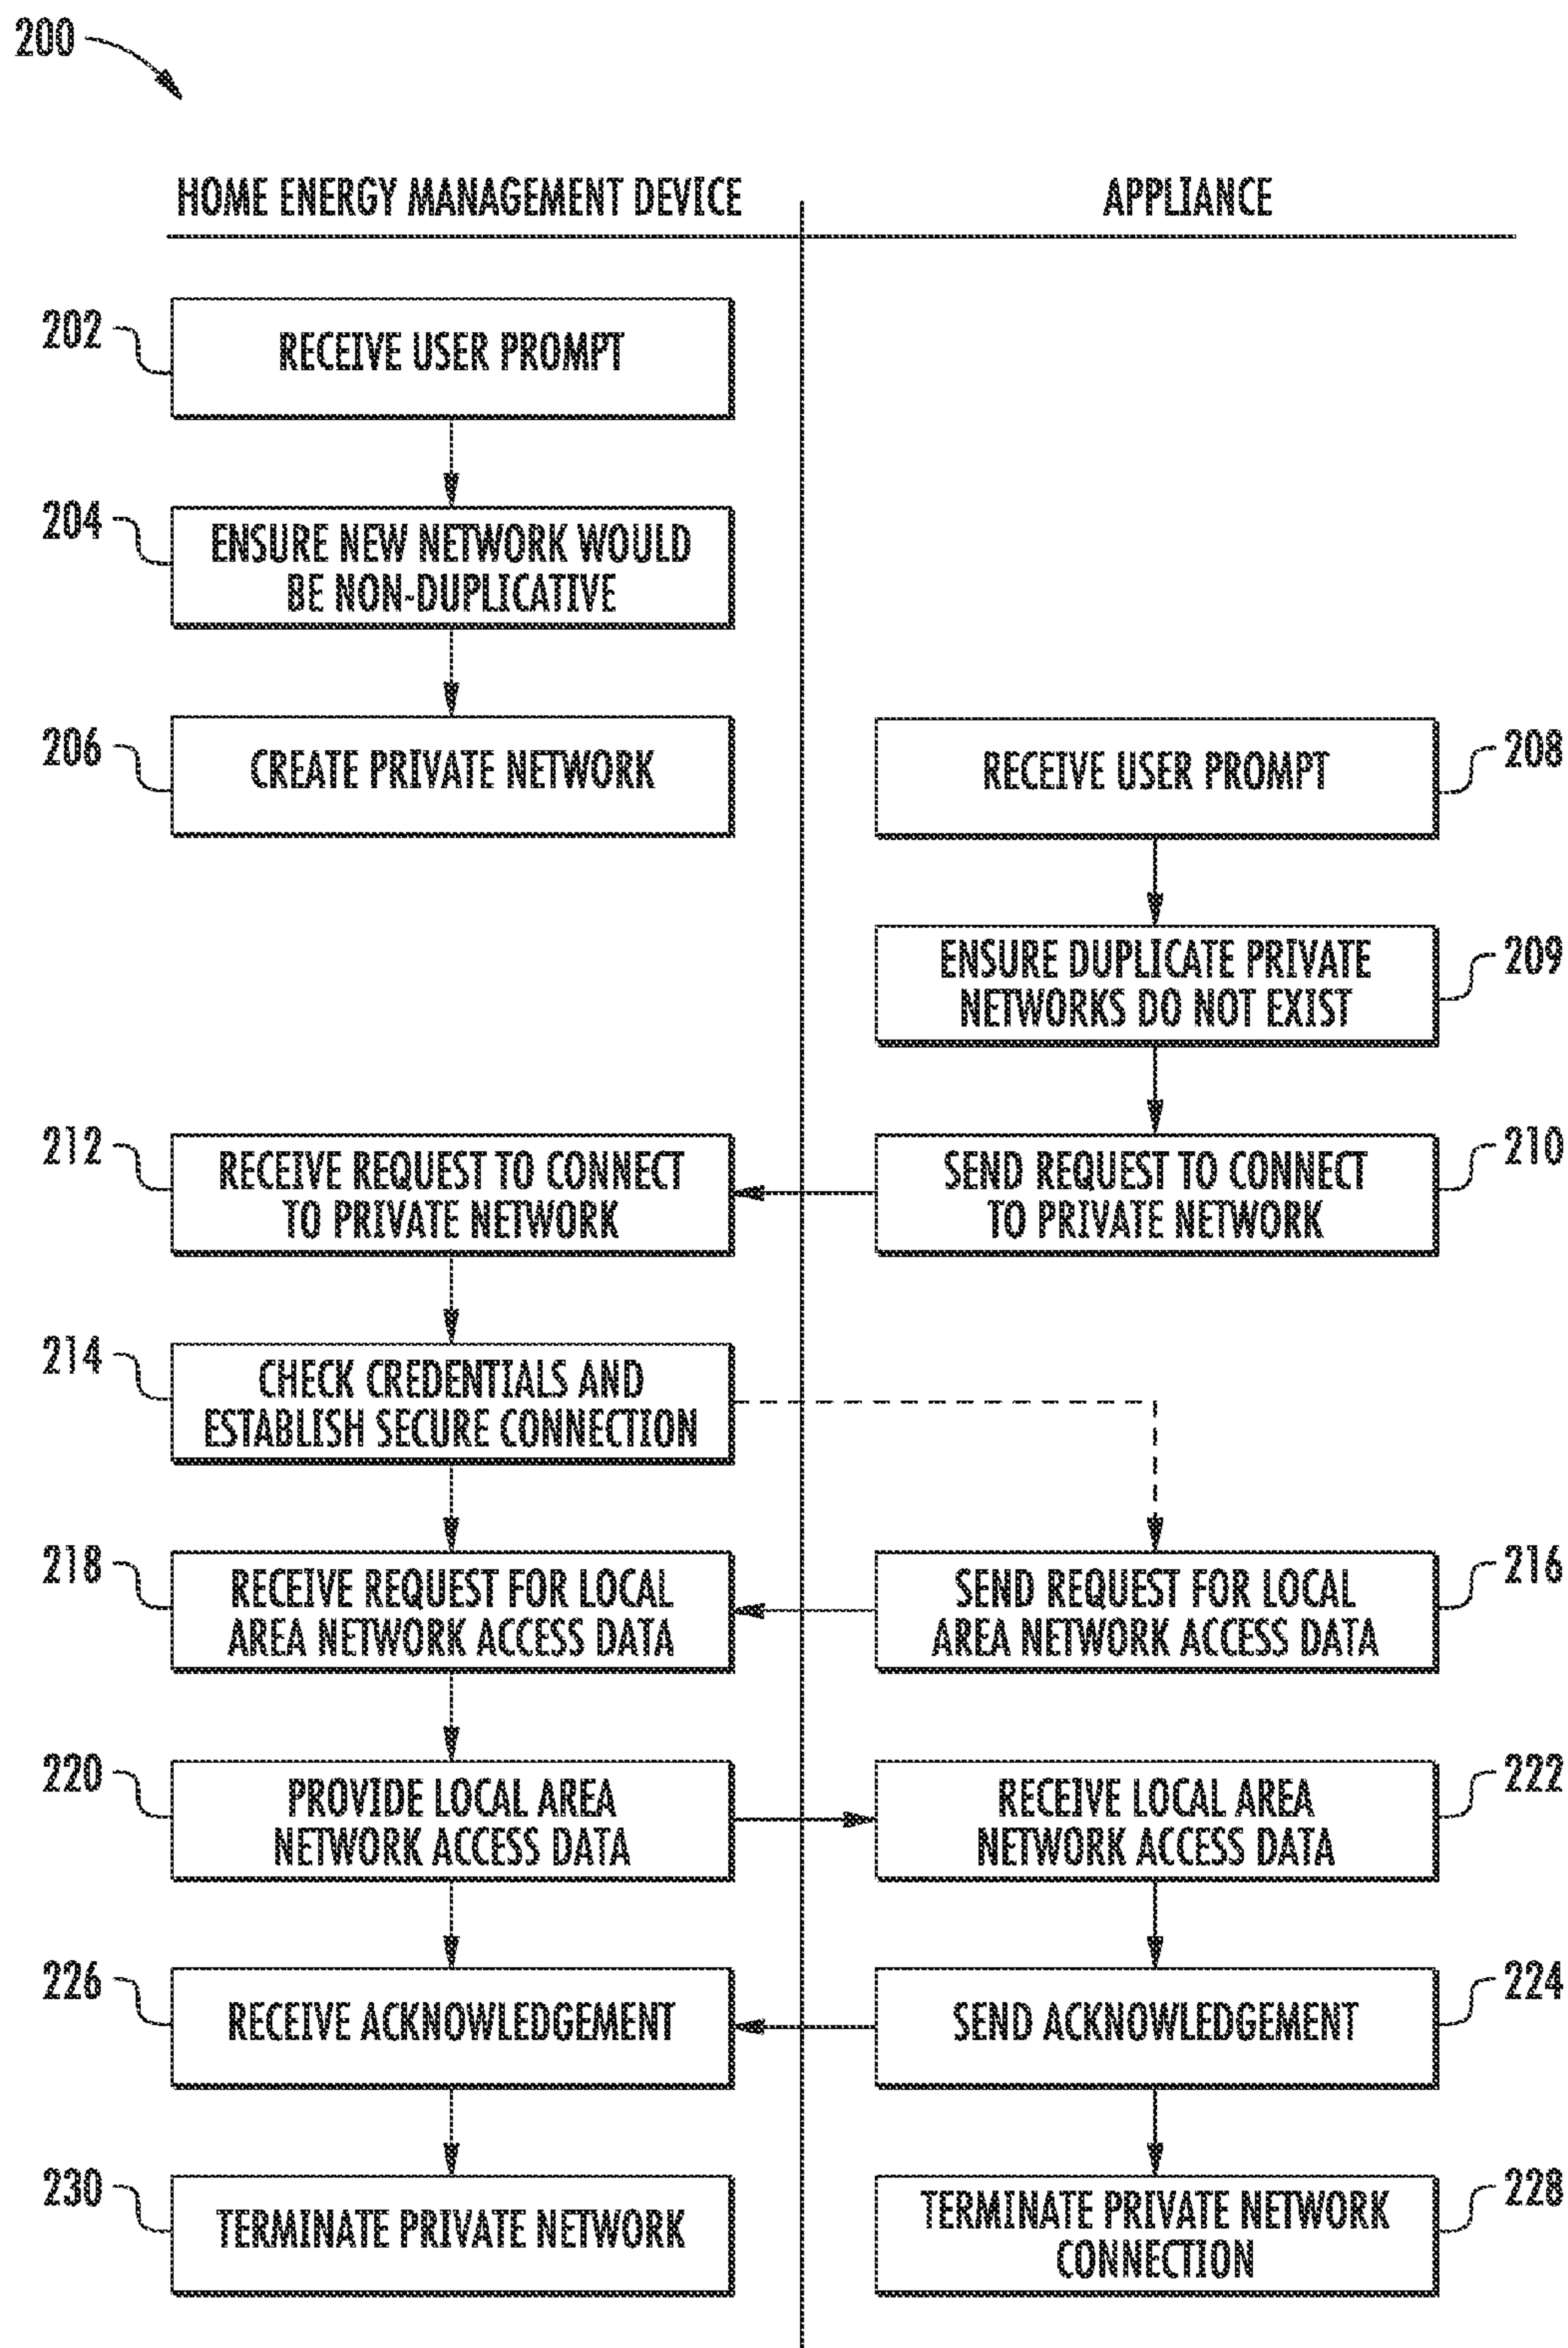 200
HOME ENERGY MANAGEMENT DEVICE
APPLIANCE
202
RECEIVE USER PROMPT
204
ENSURE NEW NETWORK WOULD
BE NON-DUPLICATIVE
206
CREATE PRIVATE NETWORK
RECEIVE USER PROMPT
208
ENSURE DUPLICATE PRIVATE
NETWORKS DO NOT EXIST
209
212
RECEIVE REQUEST TO CONNECT
TO PRIVATE NETWORK
SEND REQUEST TO CONNECT
TO PRIVATE NETWORK
210
214
CHECK CREDENTIALS AND
ESTABLISH SECURE CONNECTION
218
RECEIVE REQUEST FOR LOCAL
AREA NETWORK ACCESS DATA
SEND REQUEST FOR LOCAL
AREA NETWORK ACCESS DATA
216
220
PROVIDE LOCAL AREA
NETWORK ACCESS DATA
RECEIVE LOCAL AREA
NETWORK ACCESS DATA
222
226
RECEIVE ACKNOWLEDGEMENT
SEND ACKNOWLEDGEMENT
224
230
TERMINATE PRIVATE NETWORK
TERMINATE PRIVATE NETWORK
CONNECTION
228